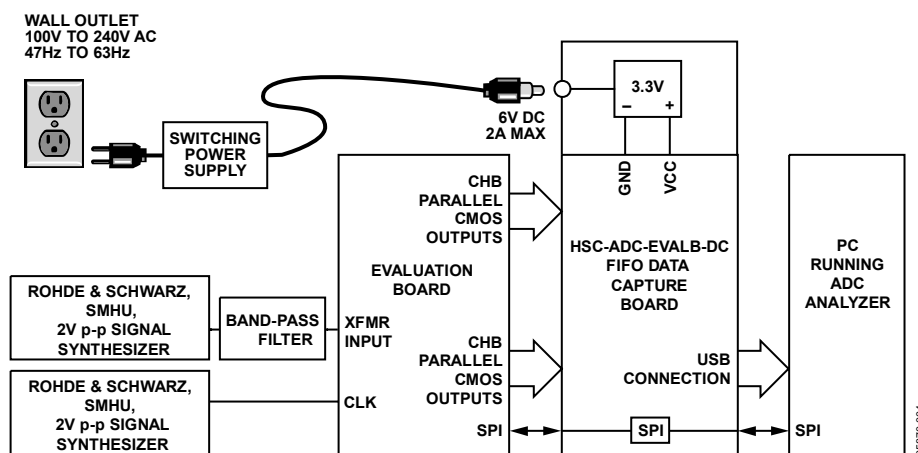 WALL OUTLET
100V TO 240V AC
47Hz TO 63Hz
SWITCHING
POWER
SUPPLY
6V DC
2A MAX
3.3V
– +
GND
VCC
CHB
PARALLEL
CMOS
OUTPUTS
EVALUATION
BOARD
HSC-ADC-EVALB-DC
FIFO DATA
CAPTURE
BOARD
PC
RUNNING
ADC
ANALYZER
ROHDE & SCHWARZ,
SMHU,
2V p-p SIGNAL
SYNTHESIZER
BAND-PASS
FILTER
XFMR
INPUT
CHB
PARALLEL
CMOS
OUTPUTS
USB
CONNECTION
ROHDE & SCHWARZ,
SMHU,
2V p-p SIGNAL
SYNTHESIZER
CLK
SPI
SPI
SPI